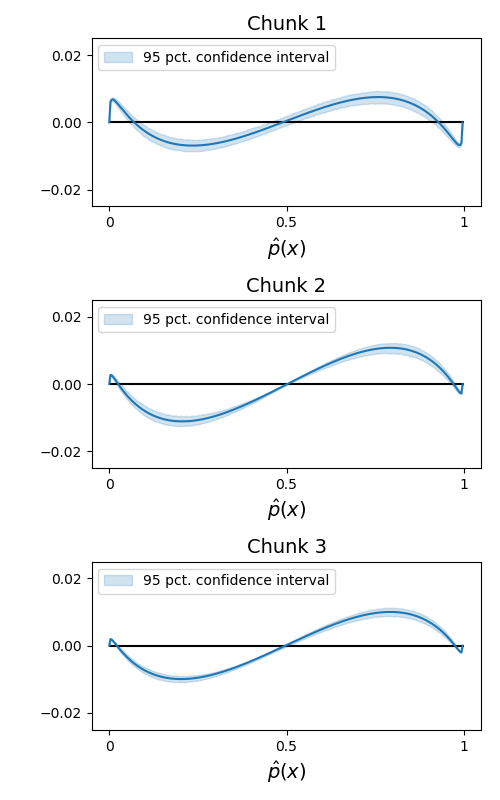 Chunk 1
0.02
95 pct. confidence interval
0.00
−0.02
0 0.5 1
p̂(x)
Chunk 2
0.02
95 pct. confidence interval
0.00
−0.02
0 0.5 1
p̂(x)
Chunk 3
0.02
95 pct. confidence interval
0.00
−0.02
0 0.5 1
p̂(x)